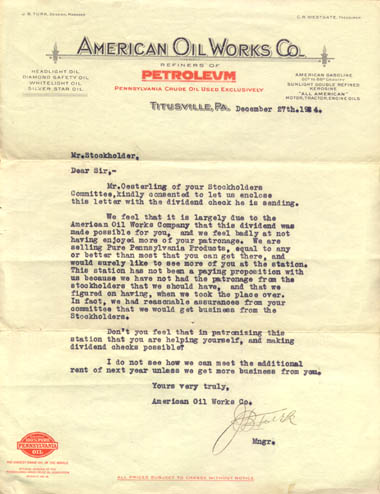 J. B. TURK, GENERAL MANAGER
C. R. WESTGATE, TREASURER
AMERICAN OIL WORKS CO.
REFINERS OF
PETROLEUM
PENNSYLVANIA CRUDE OIL USED EXCLUSIVELY
HEADLIGHT OIL
DIAMOND SAFETY OIL
WHITELIGHT OIL
SILVER STAR OIL
AMERICAN GASOLINE
SUNLIGHT DOUBLE REFINED
KEROSINE
"ALL AMERICAN"
MOTOR, TRACTOR, ENGINE OILS
TITUSVILLE, PA. December 27th.1924.
Mr.Stockholder,
Dear Sir,-
Mr.Oesterling of your Stockholders
Committee,kindly consented to let us enclose
this letter with the dividend check he is sending.
We feel that it is largely due to the
American Oil Works Company that this dividend was
made possible for you, and we feel badly at not
having enjoyed more of your patronage. We are
selling Pure Pennsylvania Products, equal to any
or better than most that you can get there, and
would surely like to see more of you at the station.
This station has not been a paying proposition with
us because we have not had the patronage from the
stockholders that we should have, and that we
figured on having, when we took the place over.
In fact, we had reasonable assurances from your
committee that we would get business from the
Stockholders.
Don't you feel that in patronising this
station that you are helping yourself, and making
dividend checks possible?
I do not see how we can meet the additional
rent of next year unless we get more business from you.
Yours very truly,
American Oil Works Co.
JB Turk
Mngr.
100% PURE
PENNSYLVANIA
OIL
ALL PRICES SUBJECT TO CHANGE WITHOUT NOTICE